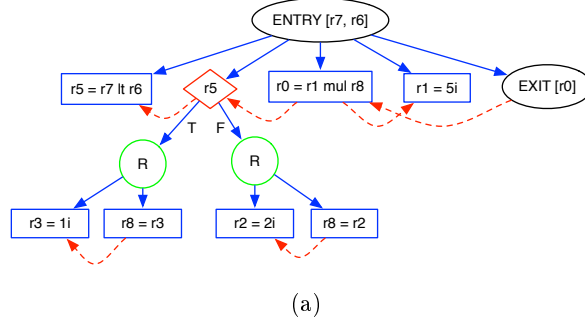 ENTRY [r7, r6]
r5 = r7 lt r6
r5
r0 = r1 mul r8
r1 = 5i
EXIT [r0]
T
F
R
R
r3 = 1i
r8 = r3
r2 = 2i
r8 = r2
(a)